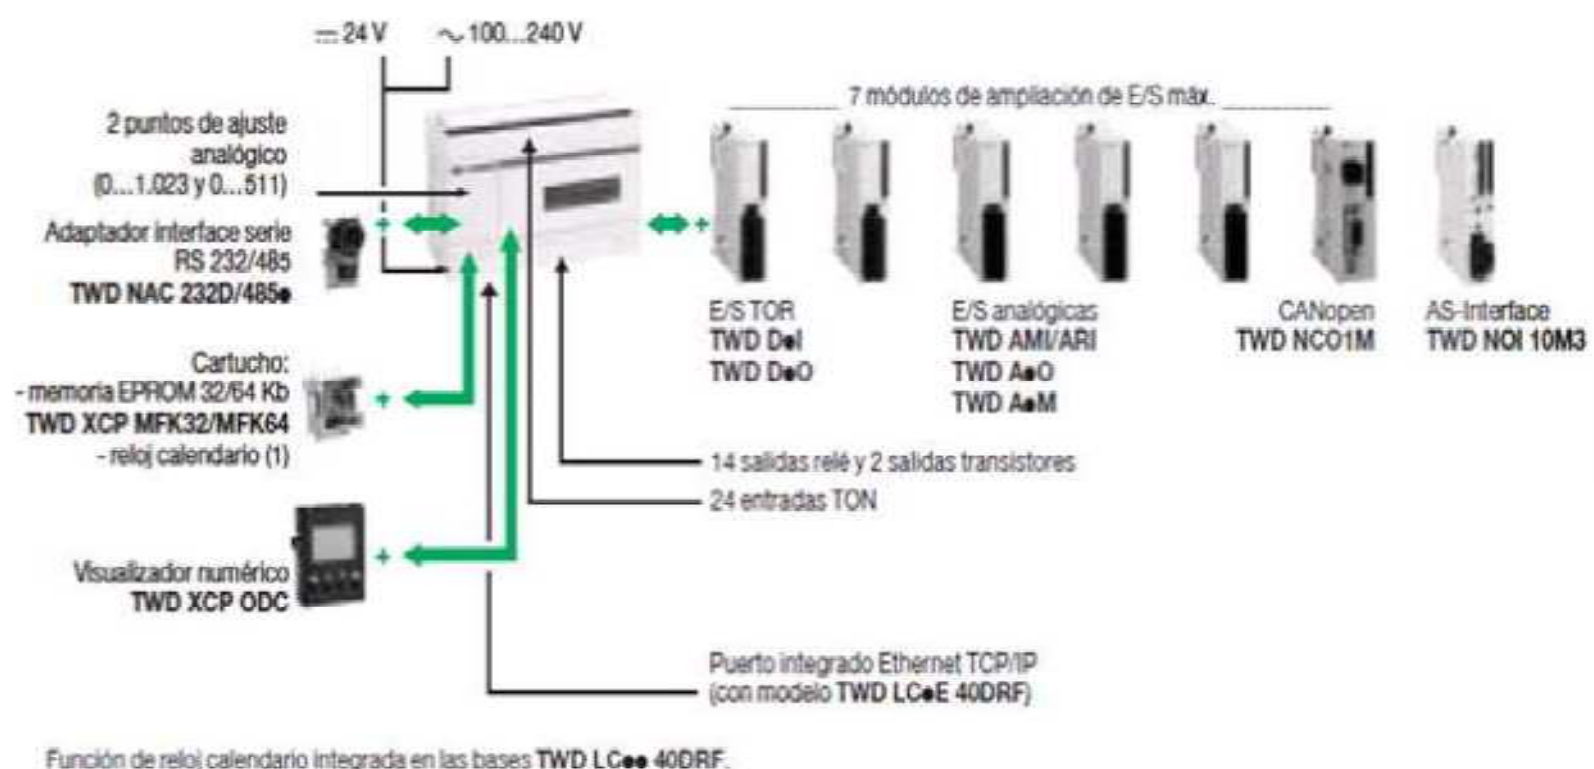 ⎓ 24 V
∿ 100...240 V
2 puntos de ajuste
analógico
(0...1.023 y 0...511)
Adaptador interface serie
RS 232/485
TWD NAC 232D/485●
Cartucho:
- memoria EPROM 32/64 Kb
TWD XCP MFK32/MFK64
- reloj calendario (1)
Visualizador numérico
TWD XCP ODC
7 módulos de ampliación de E/S máx.
E/S TOR
TWD D●I
TWD D●O
E/S analógicas
TWD AMI/ARI
TWD A●O
TWD A●M
CANopen
TWD NCO1M
AS-Interface
TWD NOI 10M3
14 salidas relé y 2 salidas transistores
24 entradas TON
Puerto integrado Ethernet TCP/IP
(con modelo TWD LC●E 40DRF)
Función de reloj calendario integrada en las bases TWD LC●● 40DRF.